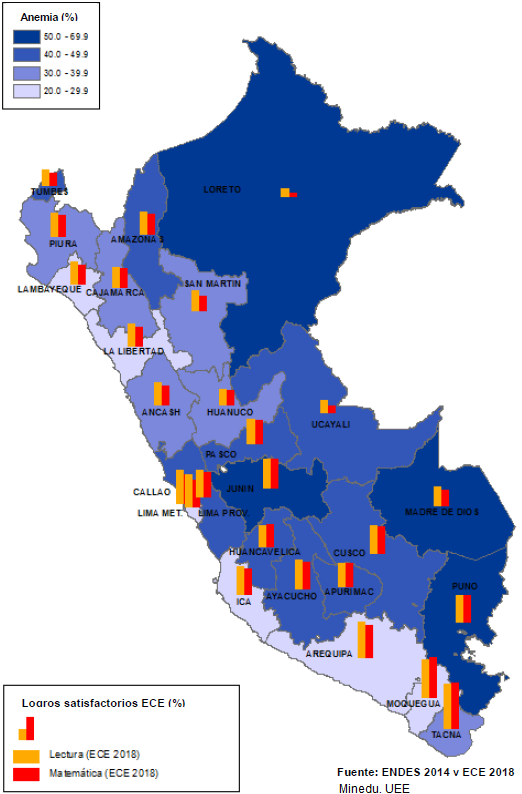 Anemia (%)
50.0 - 69.9
40.0 - 49.9
30.0 - 39.9
20.0 - 29.9
LORETO
TUMBES
AMAZONAS
PIURA
SAN MARTIN
LAMBAYEQUE
CAJAMARCA
LA LIBERTAD
ANCASH
HUANUCO
UCAYALI
PASCO
JUNIN
CALLAO
LIMA MET.
LIMA PROV.
MADRE DE DIOS
HUANCAVELICA
CUSCO
PUNO
ICA
AYACUCHO
APURIMAC
AREQUIPA
MOQUEGUA
TACNA
Logros satisfactorios ECE (%)
Lectura (ECE 2018)
Matemática (ECE 2018)
Fuente: ENDES 2014 y ECE 2018
Minedu. UEE